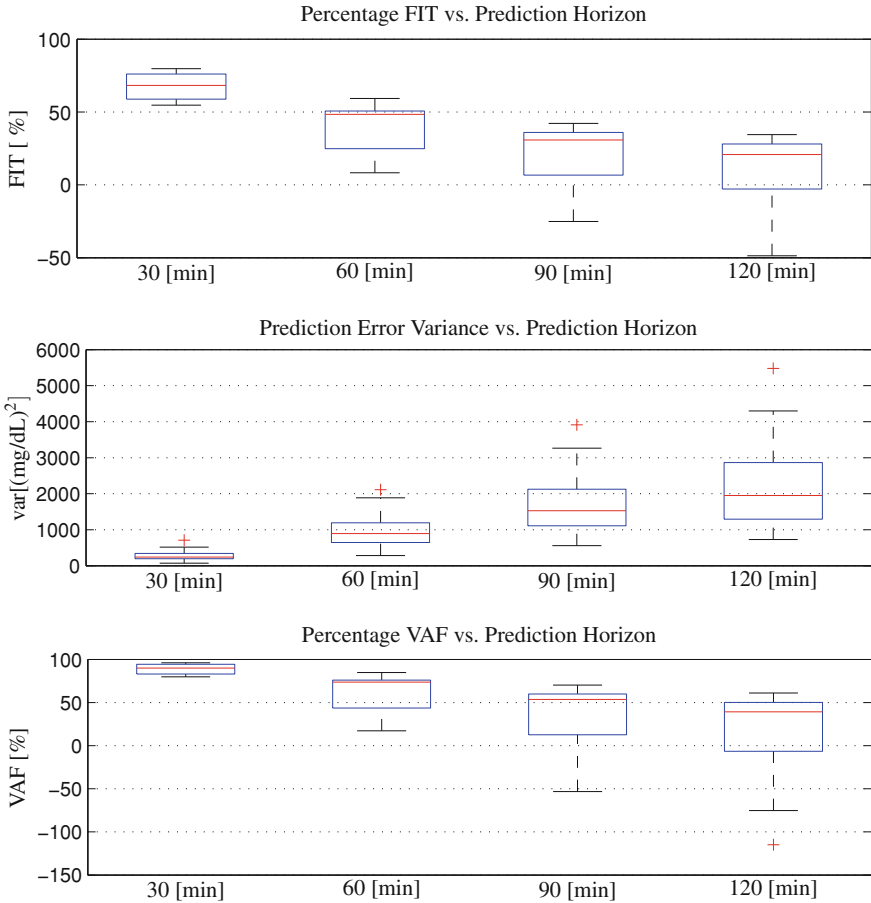 Percentage FIT vs. Prediction Horizon
FIT [ %]
100
50
0
−50
30 [min] 60 [min] 90 [min] 120 [min]
Prediction Error Variance vs. Prediction Horizon
var[(mg/dL)²]
6000
5000
4000
3000
2000
1000
0
30 [min] 60 [min] 90 [min] 120 [min]
Percentage VAF vs. Prediction Horizon
VAF [%]
100
50
0
−50
−100
−150
30 [min] 60 [min] 90 [min] 120 [min]